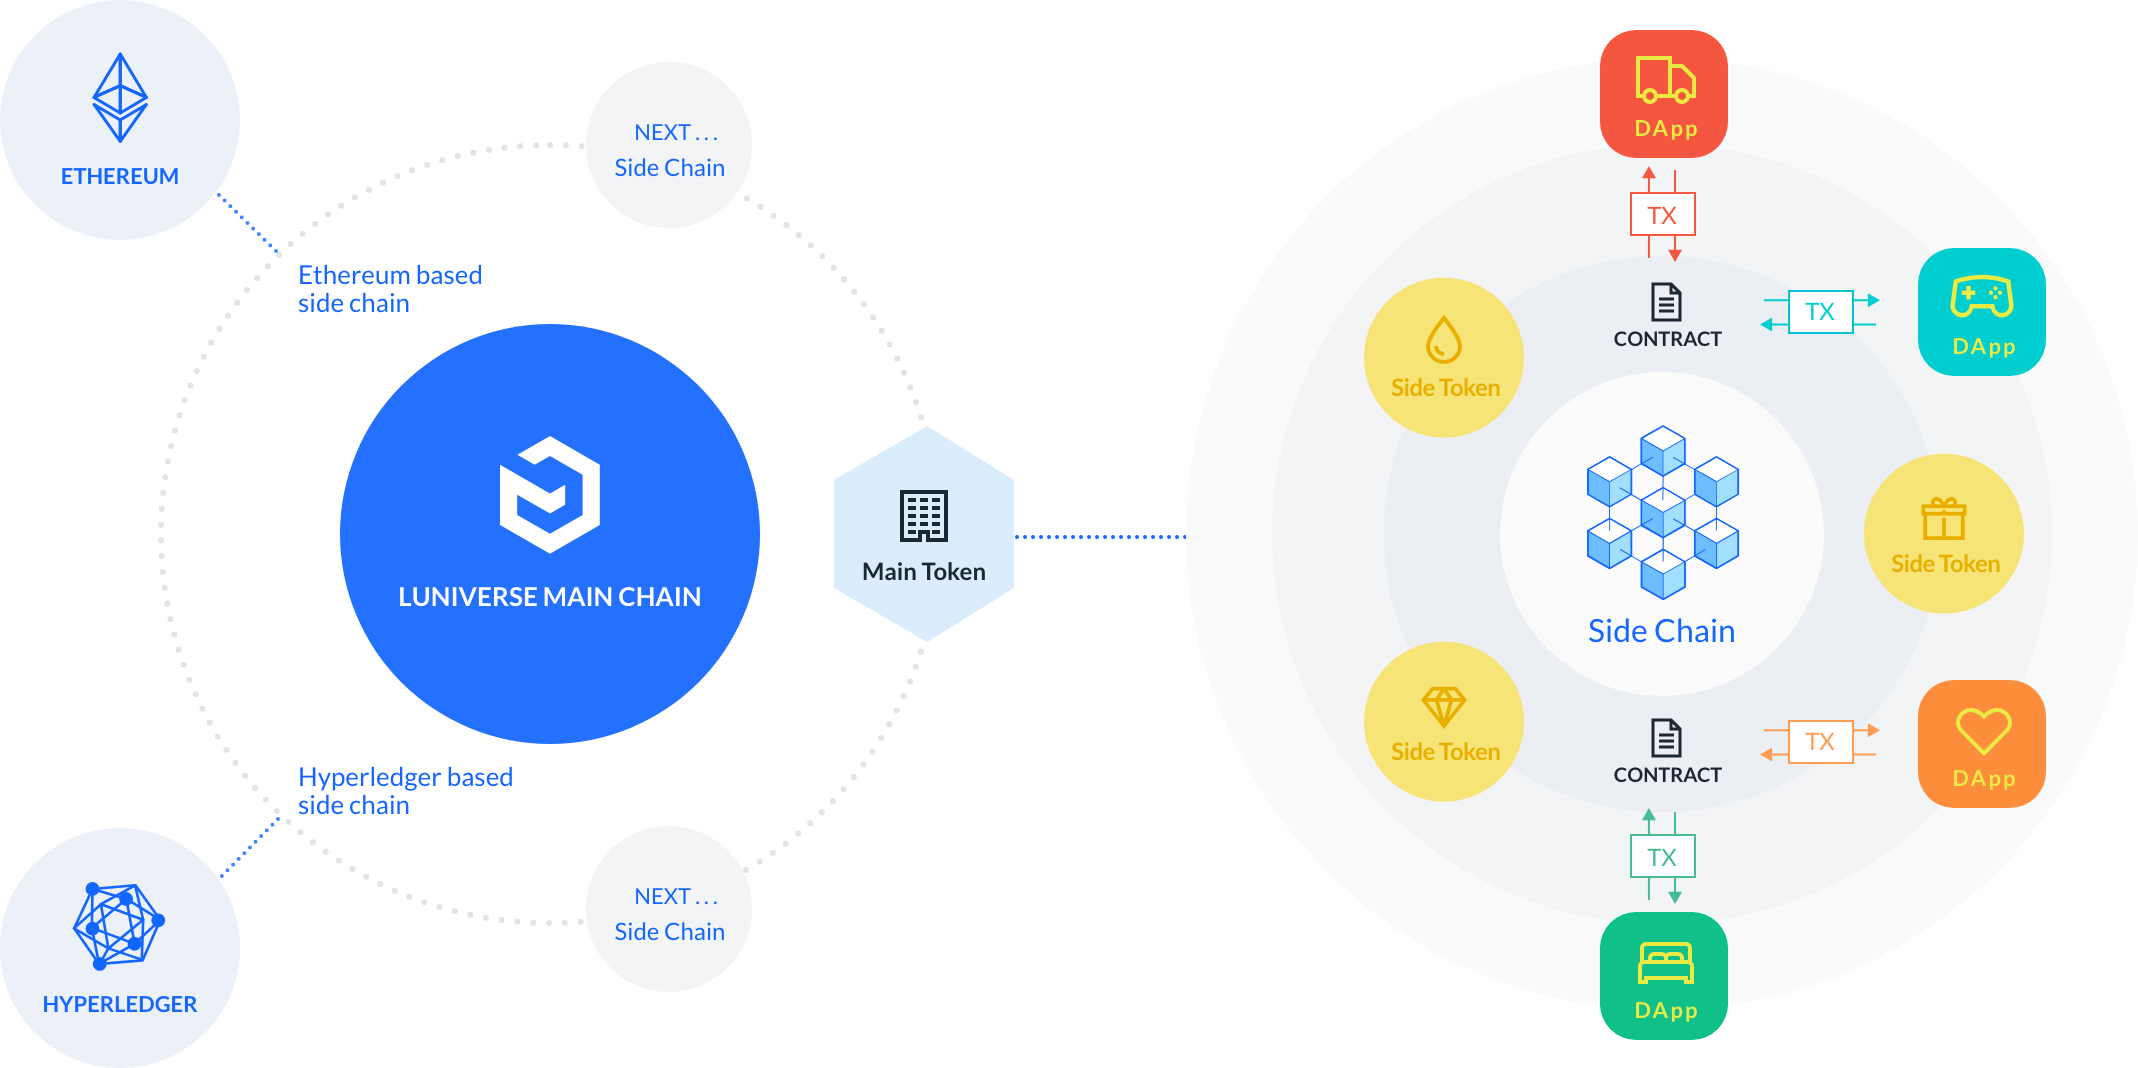 ETHEREUM
Ethereum based
side chain
NEXT . . .
Side Chain
LUNIVERSE MAIN CHAIN
Main Token
Hyperledger based
side chain
HYPERLEDGER
NEXT . . .
Side Chain
DApp
TX
CONTRACT
TX
DApp
Side Token
Side Chain
Side Token
Side Token
CONTRACT
TX
DApp
TX
DApp